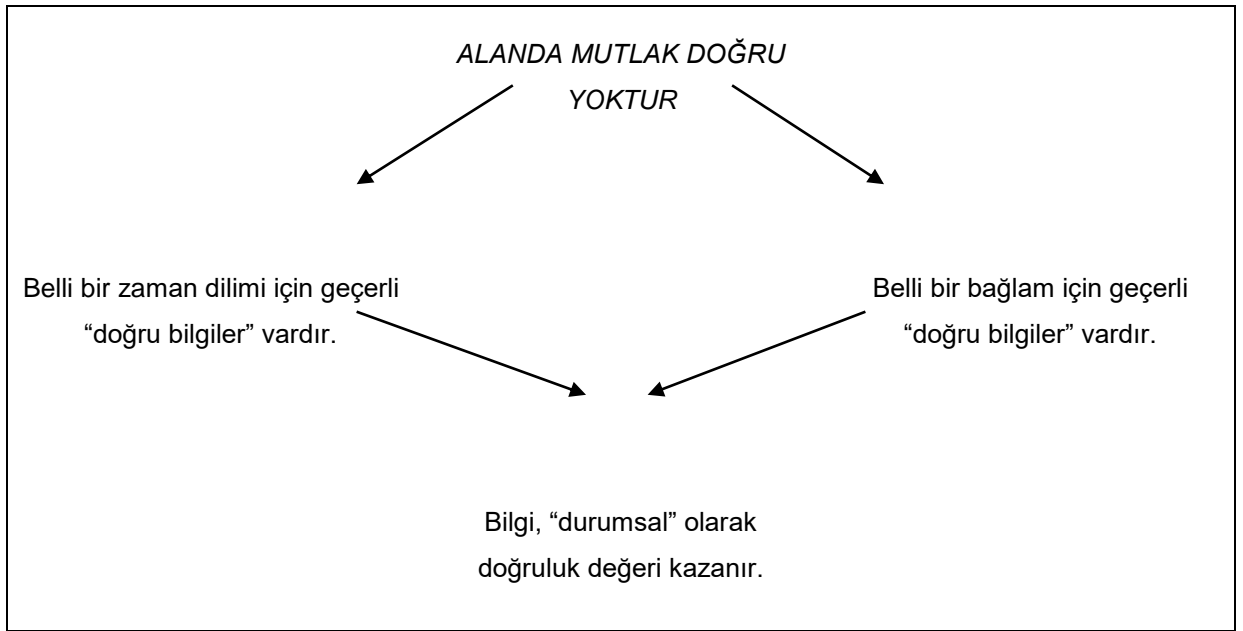 ALANDA MUTLAK DOĞRU
YOKTUR
Belli bir zaman dilimi için geçerli
“doğru bilgiler” vardır.
Belli bir bağlam için geçerli
“doğru bilgiler” vardır.
Bilgi, “durumsal” olarak
doğruluk değeri kazanır.